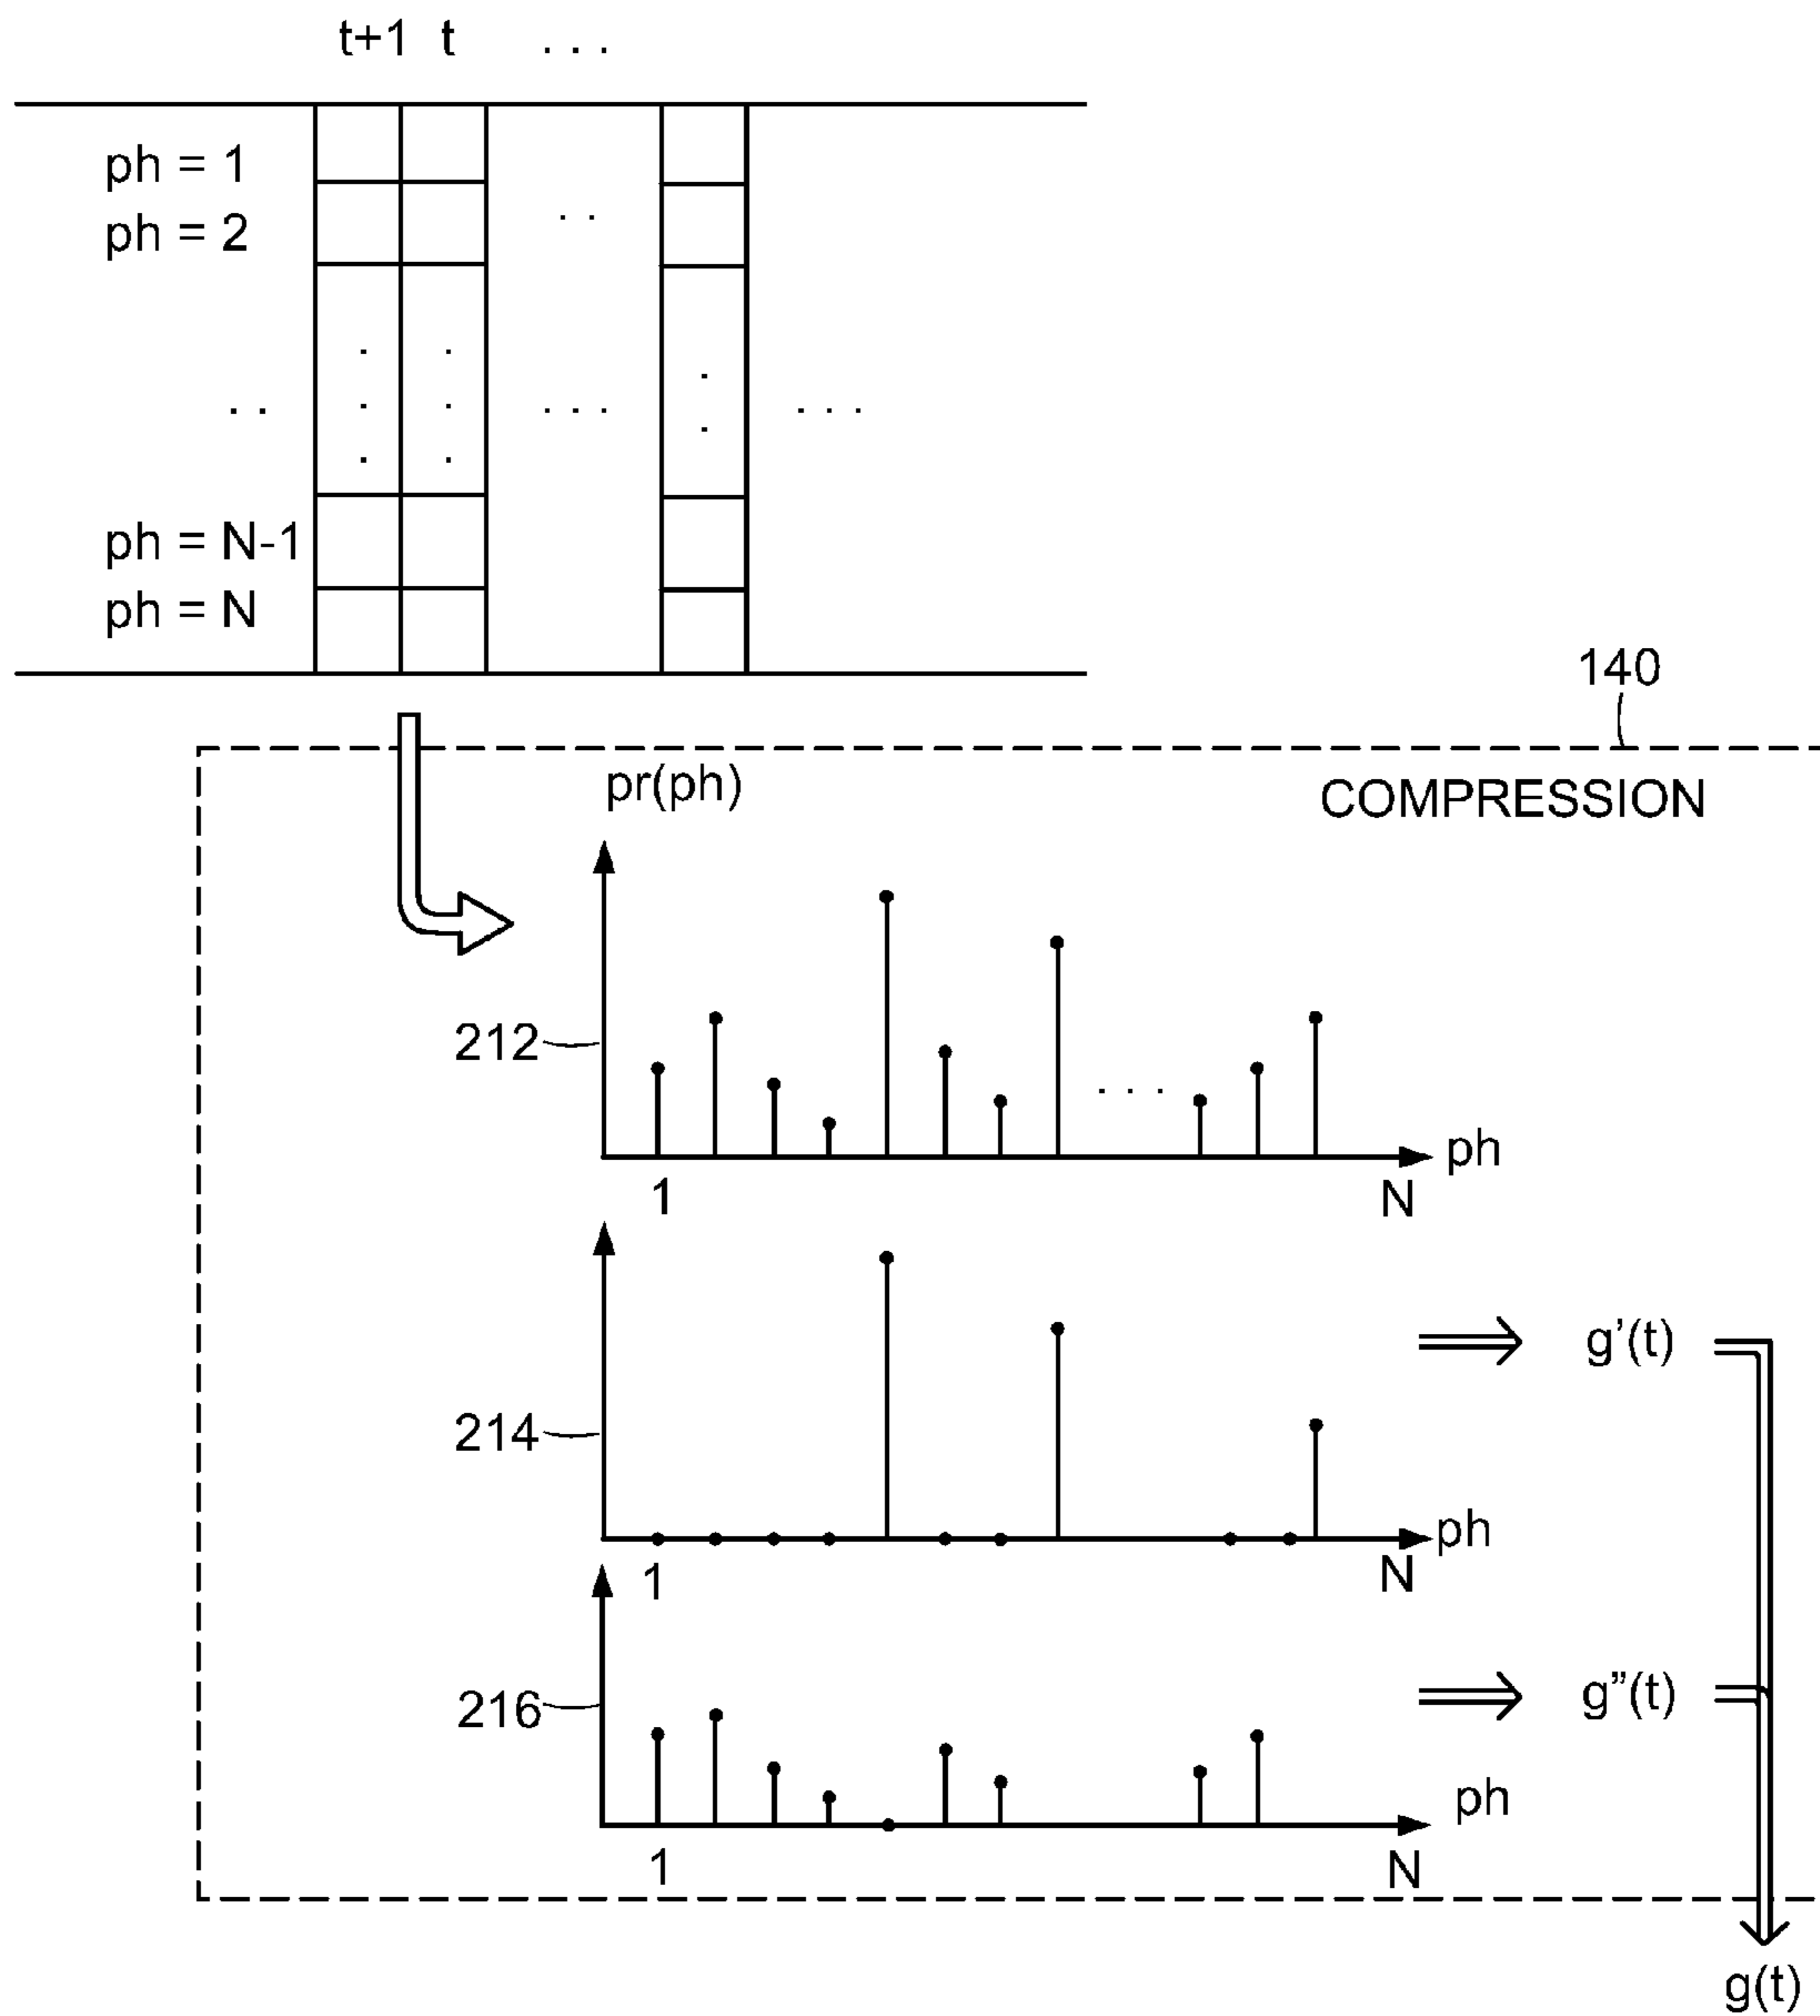 t+1 t . . .
ph = 1
ph = 2
. .
. . . . . . . .
ph = N-1
ph = N
140
pr(ph)
COMPRESSION
212
. . .
ph
1 N
g'(t)
214
ph
1 N
g"(t)
216
ph
1 N
g(t)